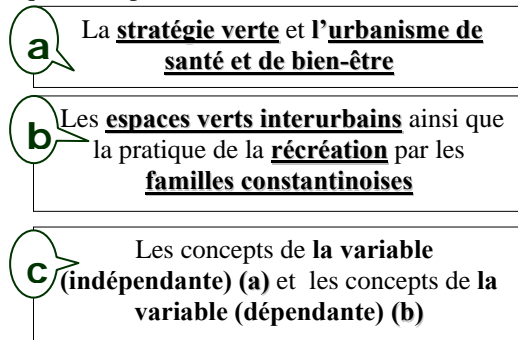 a
La stratégie verte et l'urbanisme de
santé et de bien-être
b
Les espaces verts interurbains ainsi que
la pratique de la récréation par les
familles constantinoises
c
Les concepts de la variable
(indépendante) (a) et les concepts de la
variable (dépendante) (b)